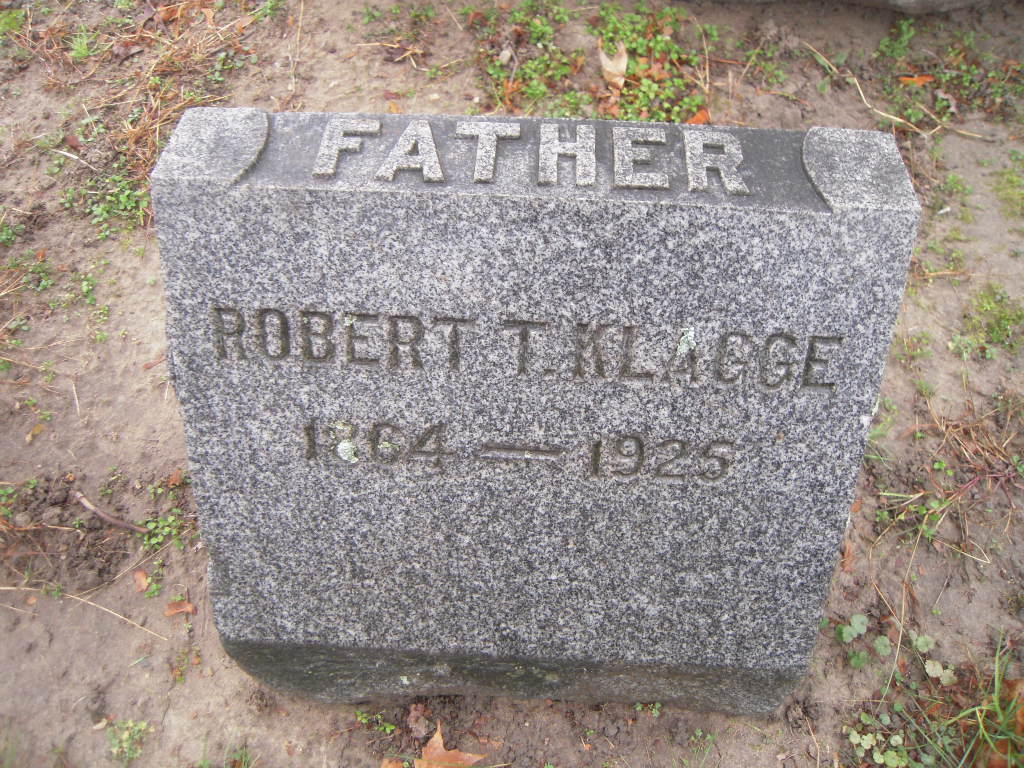 FATHER
ROBERT T. KLAGGE
1864 — 1925